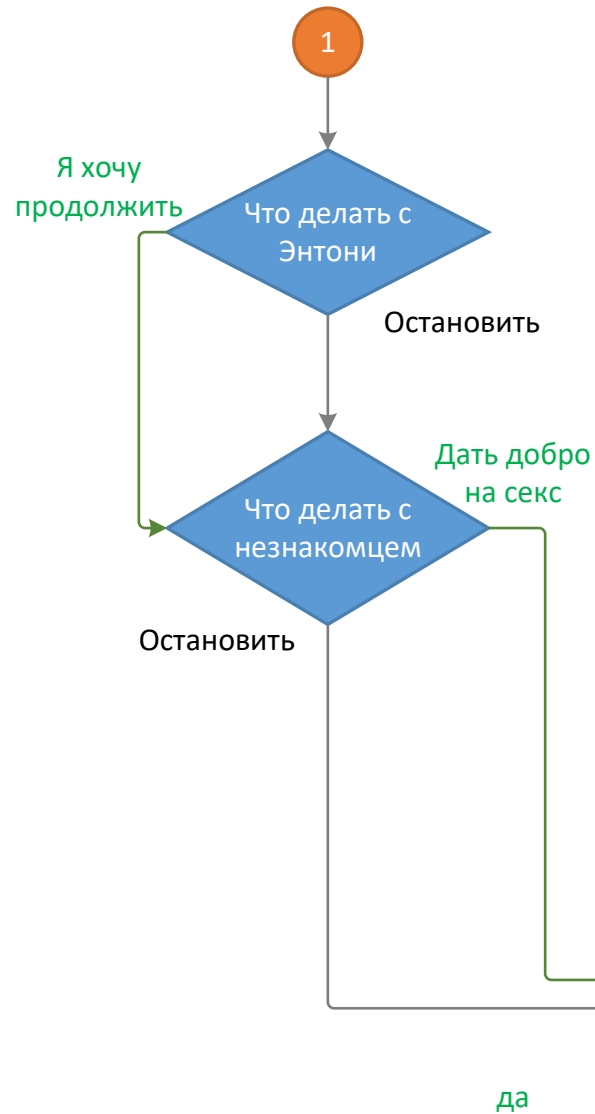 1
Я хочу
продолжить
Что делать с
Энтони
Остановить
Дать добро
на секс
Что делать с
незнакомцем
Остановить
да